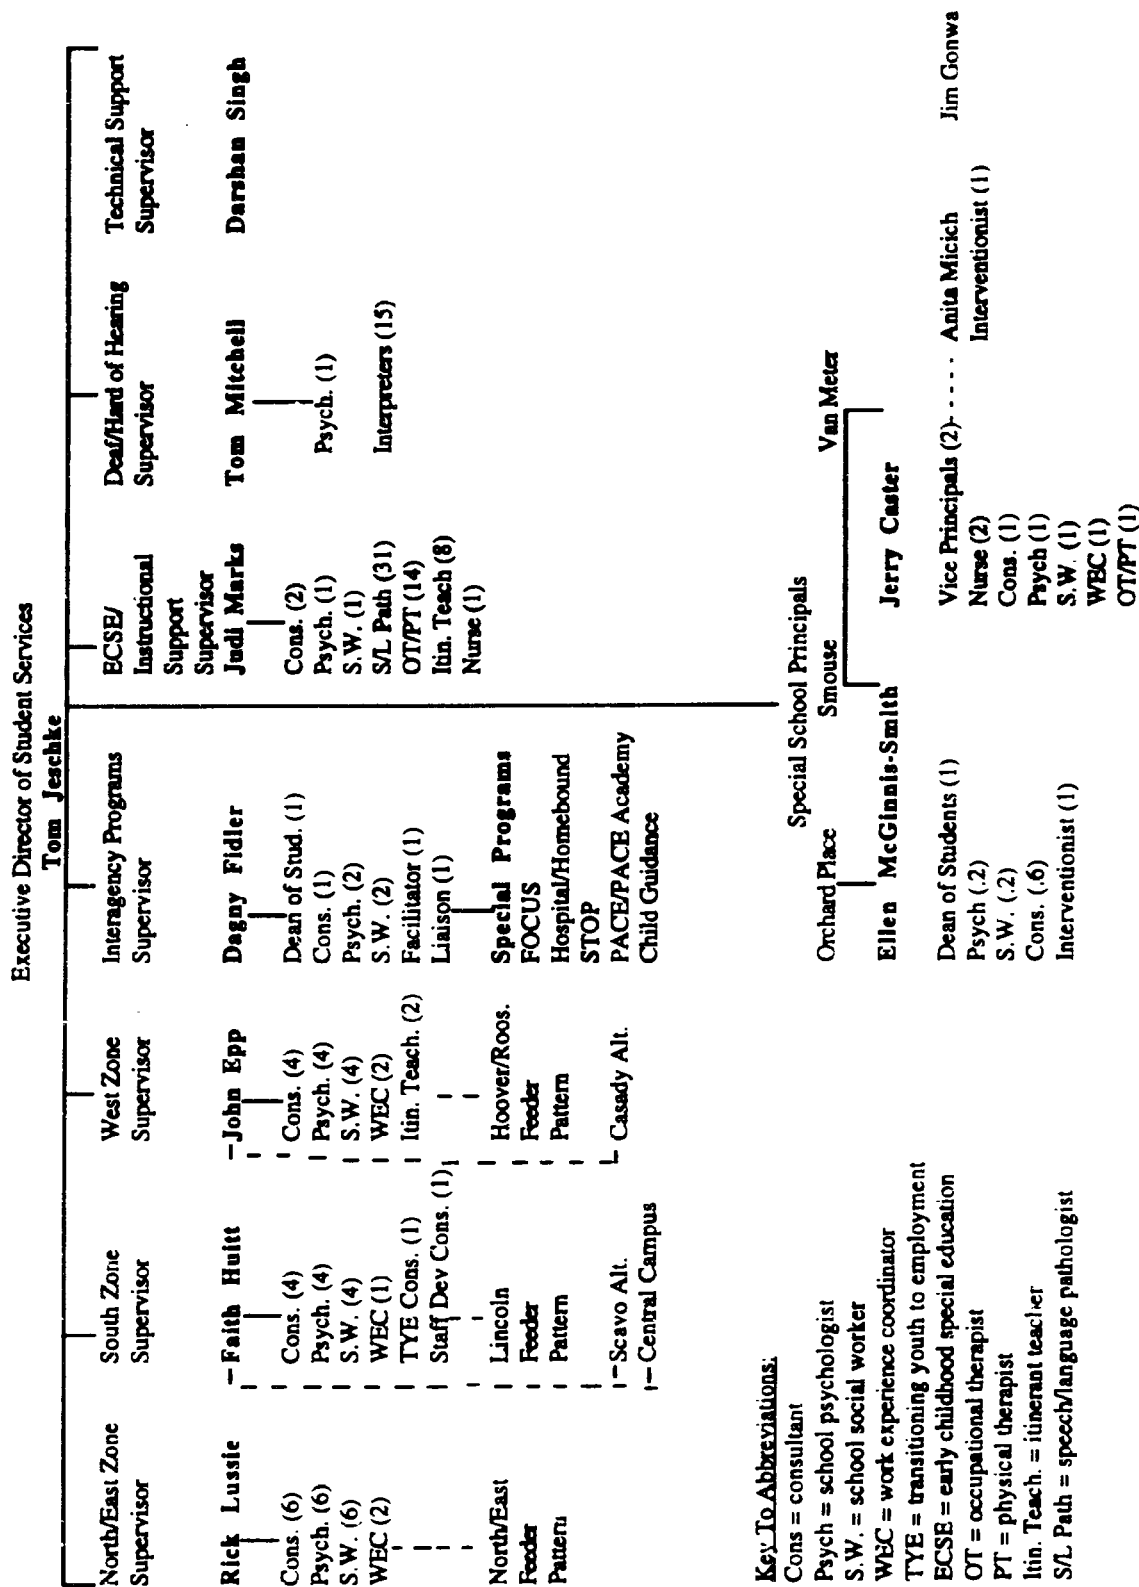 Executive Director of Student Services
Tom Jeschke
North/East Zone
Supervisor
Rick Lussie
Cons. (6)
Psych. (6)
S.W. (6)
WEC (2)
North/East
Feeder
Pattern
South Zone
Supervisor
Faith Huitt
Cons. (4)
Psych. (4)
S.W. (4)
WEC (1)
TYE Cons. (1)
Staff Dev Cons. (1)
Lincoln
Feeder
Pattern
Scavo Alt.
Central Campus
West Zone
Supervisor
John Epp
Cons. (4)
Psych. (4)
S.W. (4)
WEC (2)
Itin. Teach. (2)
Hoover/Roos.
Feeder
Pattern
Casady Alt.
Interagency Programs
Supervisor
Dagny Fidler
Dean of Stud. (1)
Cons. (1)
Psych. (2)
S.W. (2)
Facilitator (1)
Liaison (1)
Special Programs
FOCUS
Hospital/Homebound
STOP
PACE/PACE Academy
Child Guidance
ECSE/
Instructional
Support
Supervisor
Judi Marks
Cons. (2)
Psych. (1)
S.W. (1)
S/L Path (31)
OT/PT (14)
Itin. Teach (8)
Nurse (1)
Deaf/Hard of Hearing
Supervisor
Tom Mitchell
Psych. (1)
Interpreters (15)
Technical Support
Supervisor
Darshan Singh
Special School Principals
Orchard Place
Smouse
Van Meter
Ellen McGinnis-Smith
Jerry Caster
Dean of Students (1)
Psych (.2)
S.W. (.2)
Cons. (.6)
Interventionist (1)
Vice Principals (2)
Nurse (2)
Cons. (1)
Psych (1)
S.W. (1)
WEC (1)
OT/PT (1)
Anita Micich
Interventionist (1)
Jim Gonwa
Key To Abbreviations:
Cons = consultant
Psych = school psychologist
S.W. = school social worker
WEC = work experience coordinator
TYE = transitioning youth to employment
ECSE = early childhood special education
OT = occupational therapist
PT = physical therapist
Itin. Teach. = itinerant teacher
S/L Path = speech/language pathologist